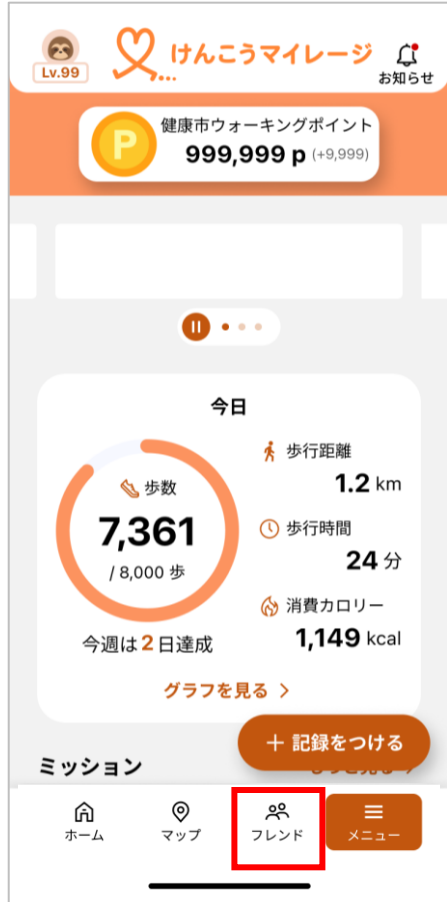 Lv.99
けんこうマイレージ
お知らせ
P
健康市ウォーキングポイント
999,999 p (+9,999)
今日
歩数
7,361
/ 8,000 歩
今週は2日達成
歩行距離
1.2 km
歩行時間
24 分
消費カロリー
1,149 kcal
グラフを見る
ミッション
+ 記録をつける
ホーム
マップ
フレンド
メニュー